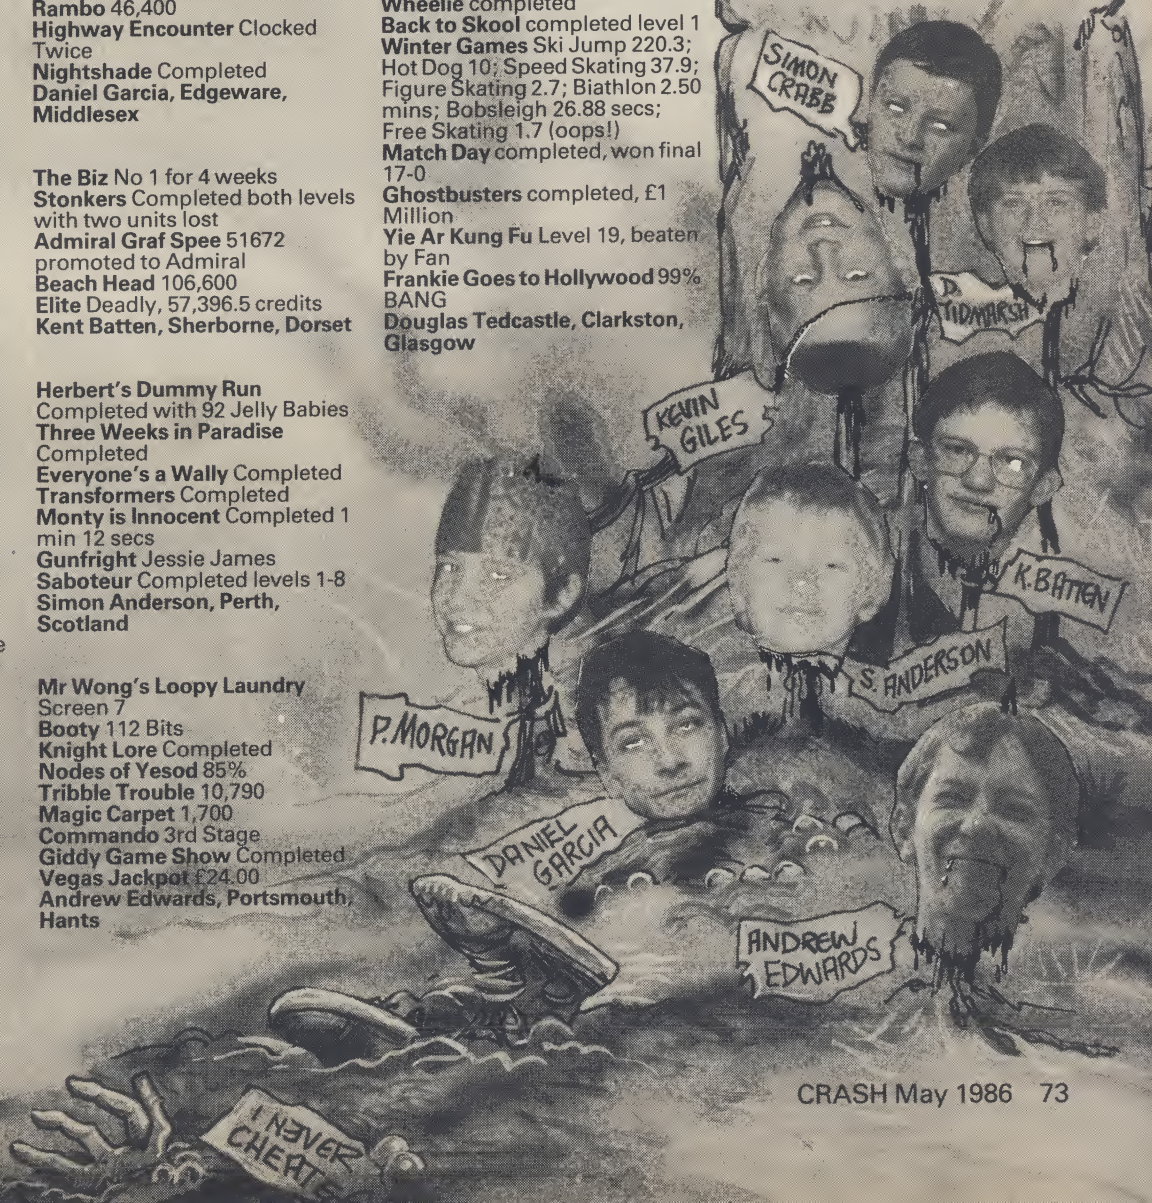 Rambo 46,400
Highway Encounter Clocked
Twice
Nightshade Completed
Daniel Garcia, Edgeware,
Middlesex
The Biz No 1 for 4 weeks
Stonkers Completed both levels
with two units lost
Admiral Graf Spee 51672
promoted to Admiral
Beach Head 106,600
Elite Deadly, 57,396.5 credits
Kent Batten, Sherborne, Dorset
Herbert's Dummy Run
Completed with 92 Jelly Babies
Three Weeks in Paradise
Completed
Everyone's a Wally Completed
Transformers Completed
Monty is Innocent Completed 1
min 12 secs
Gunfright Jessie James
Saboteur Completed levels 1-8
Simon Anderson, Perth,
Scotland
Mr Wong's Loopy Laundry
Screen 7
Booty 112 Bits
Knight Lore Completed
Nodes of Yesod 85%
Tribble Trouble 10,790
Magic Carpet 1,700
Commando 3rd Stage
Giddy Game Show Completed
Vegas Jackpot £24.00
Andrew Edwards, Portsmouth,
Hants
Wheelie completed
Back to Skool completed level 1
Winter Games Ski Jump 220.3;
Hot Dog 10; Speed Skating 37.9;
Figure Skating 2.7; Biathlon 2.50
mins; Bobsleigh 26.88 secs;
Free Skating 1.7 (oops!)
Match Day completed, won final
17-0
Ghostbusters completed, £1
Million
Yie Ar Kung Fu Level 19, beaten
by Fan
Frankie Goes to Hollywood 99%
BANG
Douglas Tedcastle, Clarkston,
Glasgow
SIMON
CRABB
D.
TIDMARSH
KEVIN
GILES
K.BATTEN
S. ANDERSON
P.MORGAN
DANIEL
GARCIA
ANDREW
EDWARDS
I NEVER
CHEATE
CRASH May 1986 73